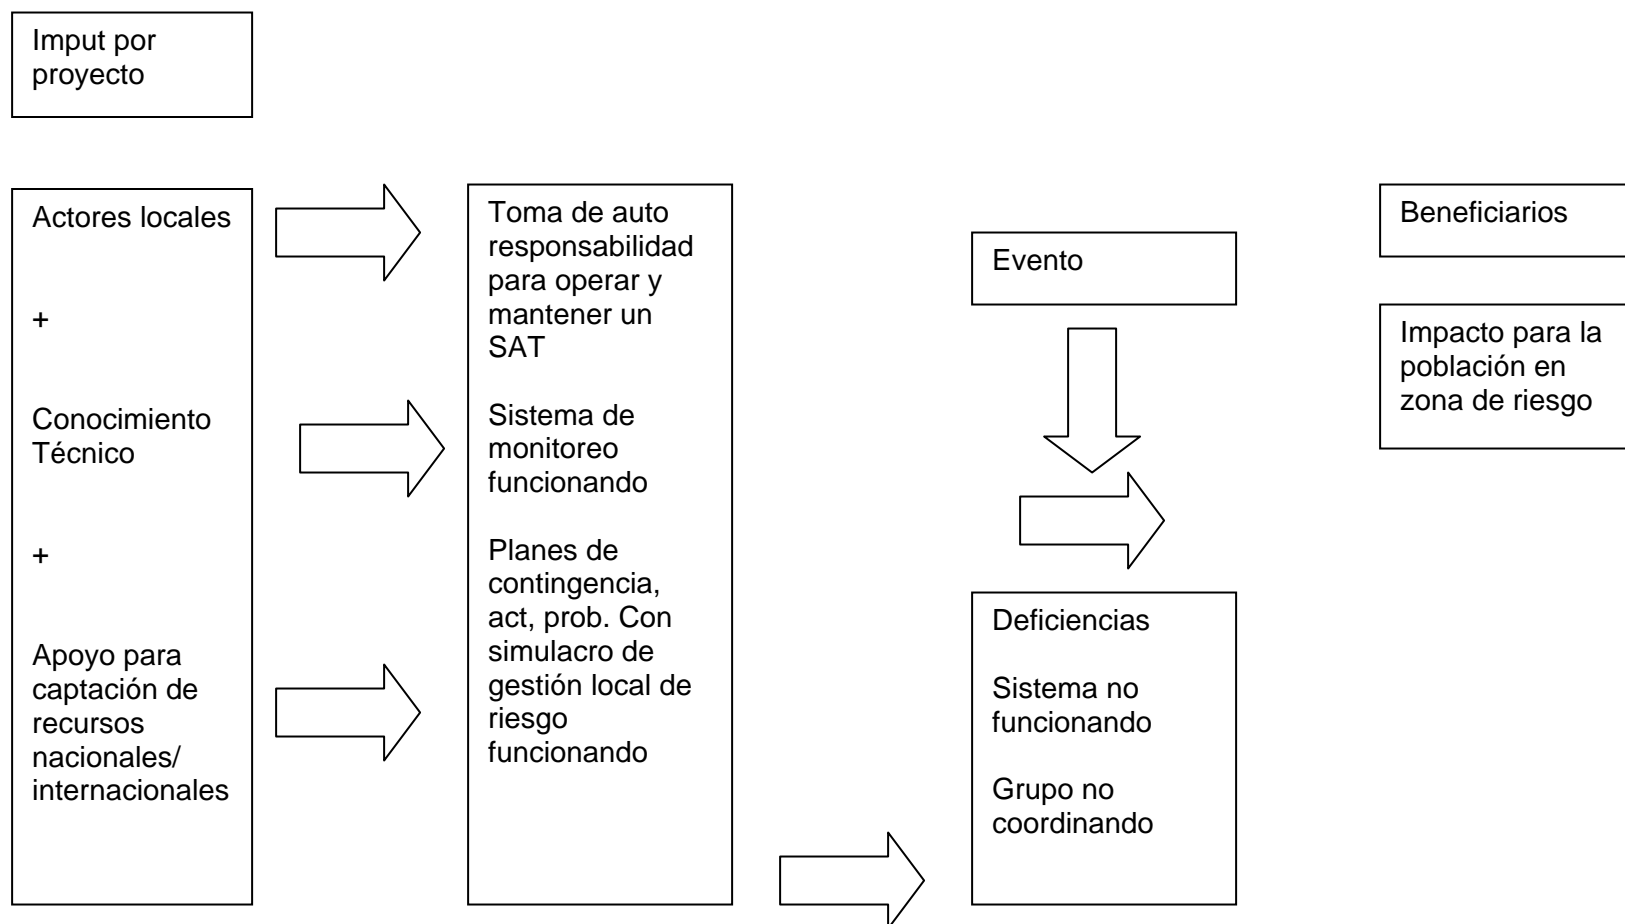 Imput por
proyecto
Actores locales
+
Conocimiento
Técnico
+
Apoyo para
captación de
recursos
nacionales/
internacionales
Toma de auto
responsabilidad
para operar y
mantener un
SAT
Sistema de
monitoreo
funcionando
Planes de
contingencia,
act, prob. Con
simulacro de
gestión local de
riesgo
funcionando
Evento
Deficiencias
Sistema no
funcionando
Grupo no
coordinando
Beneficiarios
Impacto para la
población en
zona de riesgo